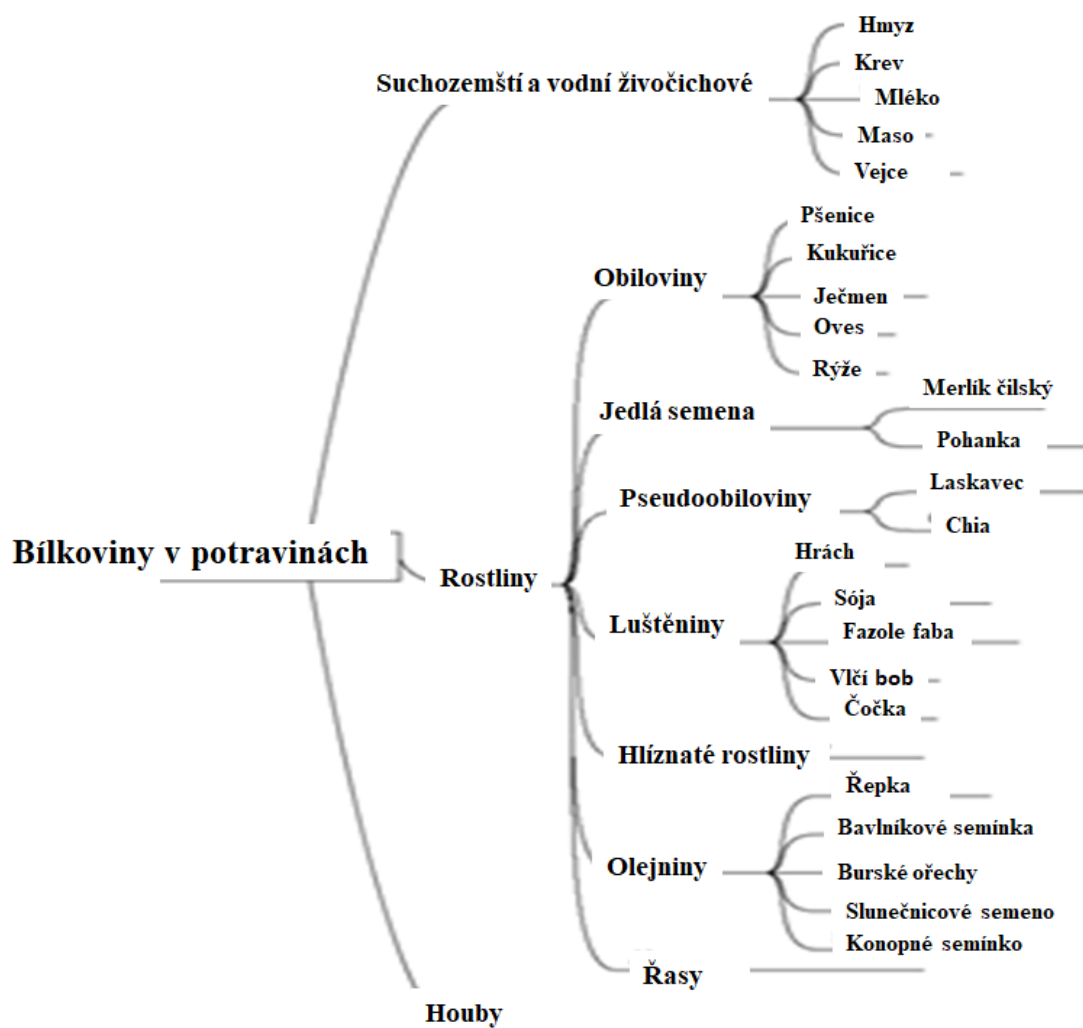 Bílkoviny v potravinách
Suchozemští a vodní živočichové
Hmyz
Krev
Mléko
Maso
Vejce
Rostliny
Obiloviny
Pšenice
Kukuřice
Ječmen
Oves
Rýže
Jedlá semena
Merlík čilský
Pohanka
Pseudoobiloviny
Laskavec
Chia
Luštěniny
Hrách
Sója
Fazole faba
Vlčí bob
Čočka
Hlíznaté rostliny
Olejniny
Řepka
Bavlníkové semínka
Burské ořechy
Slunečnicové semeno
Konopné semínko
Řasy
Houby